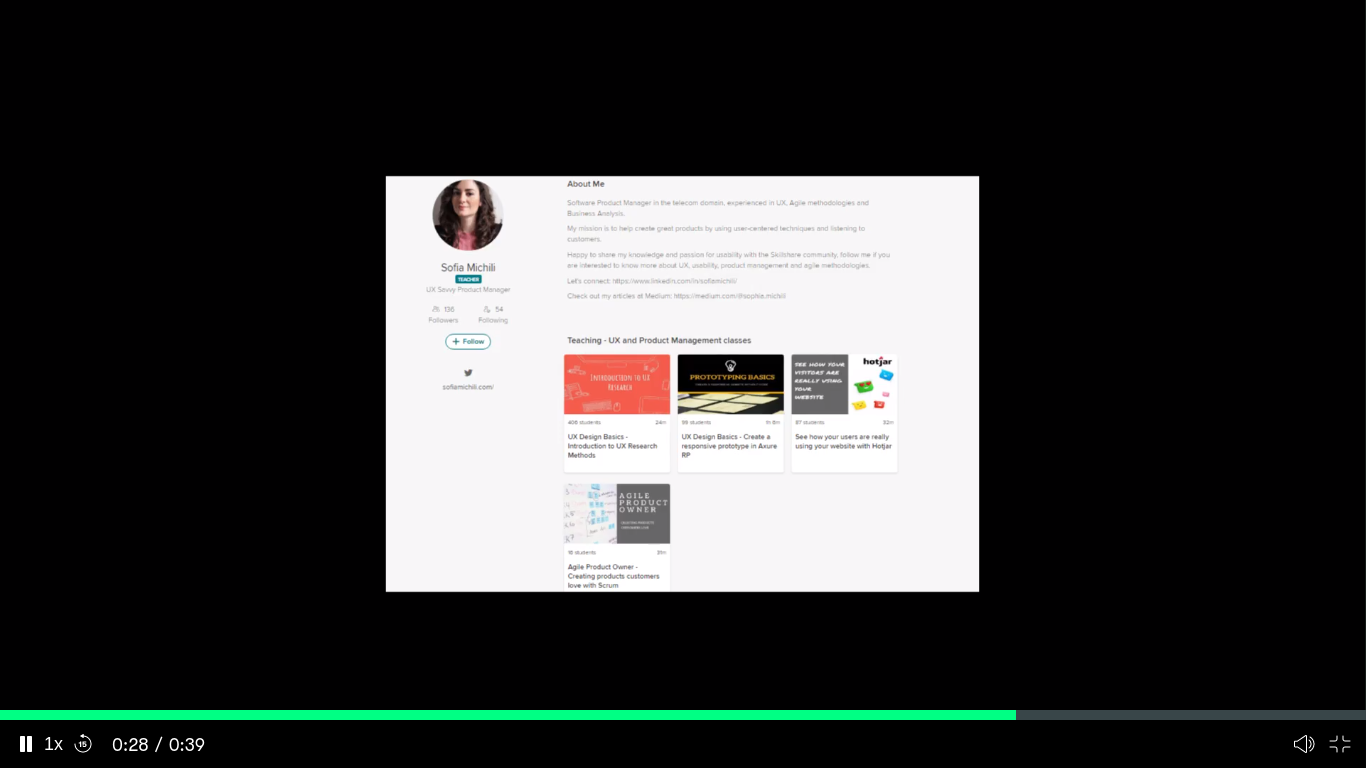 About Me
Software Product Manager in the telecom domain, experienced in UX, Agile methodologies and
Business Analysis.
My mission is to help create great products by using user-centered techniques and listening to
customers.
Happy to share my knowledge and passion for usability with the Skillshare community, follow me if you
are interested to know more about UX, usability, product management and agile methodologies.
Let's connect: https://www.linkedin.com/in/sofiamichili/
Check out my articles at Medium: https://medium.com/@sophia.michili
Sofia Michili
TEACHER
UX Savvy Product Manager
136 54
Followers Following
+ Follow
sofiamichili.com/
Teaching - UX and Product Management classes
INTRODUCTION TO UX
RESEARCH
students 24m
UX Design Basics -
Introduction to UX Research
Methods
PROTOTYPING BASICS
students
UX Design Basics - Create a
responsive prototype in Axure
RP
SEE HOW YOUR
VISITORS ARE
REALLY USING
YOUR
WEBSITE
hotjar
students 32m
See how your users are really
using your website with Hotjar
AGILE
PRODUCT
OWNER
students
Agile Product Owner -
Creating products customers
love with Scrum
1x 15 0:28 / 0:39